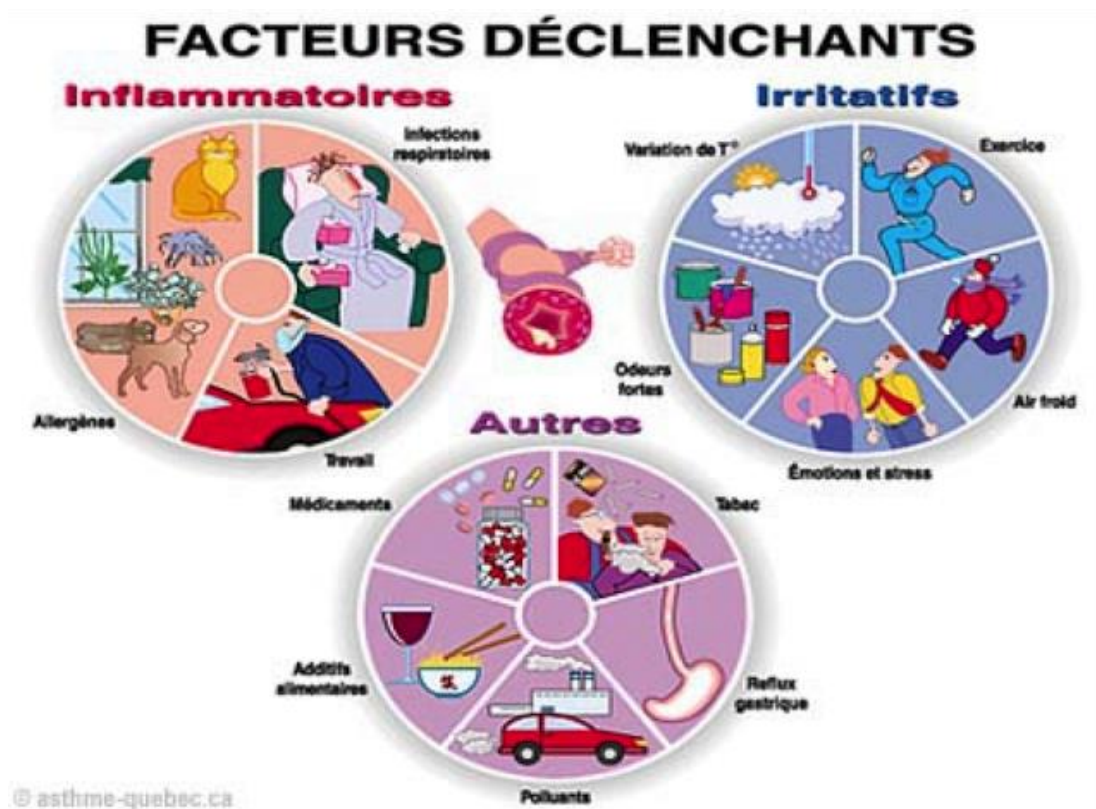 FACTEURS DÉCLENCHANTS
Inflammatoires
Infections
respiratoires
Allergènes
Travail
Irritatifs
Variation de T°
Exercice
Odeurs
fortes
Air froid
Émotions et stress
Autres
Médicaments
Tabac
Additifs
alimentaires
Reflux
gastrique
Polluants
© asthme-quebec.ca